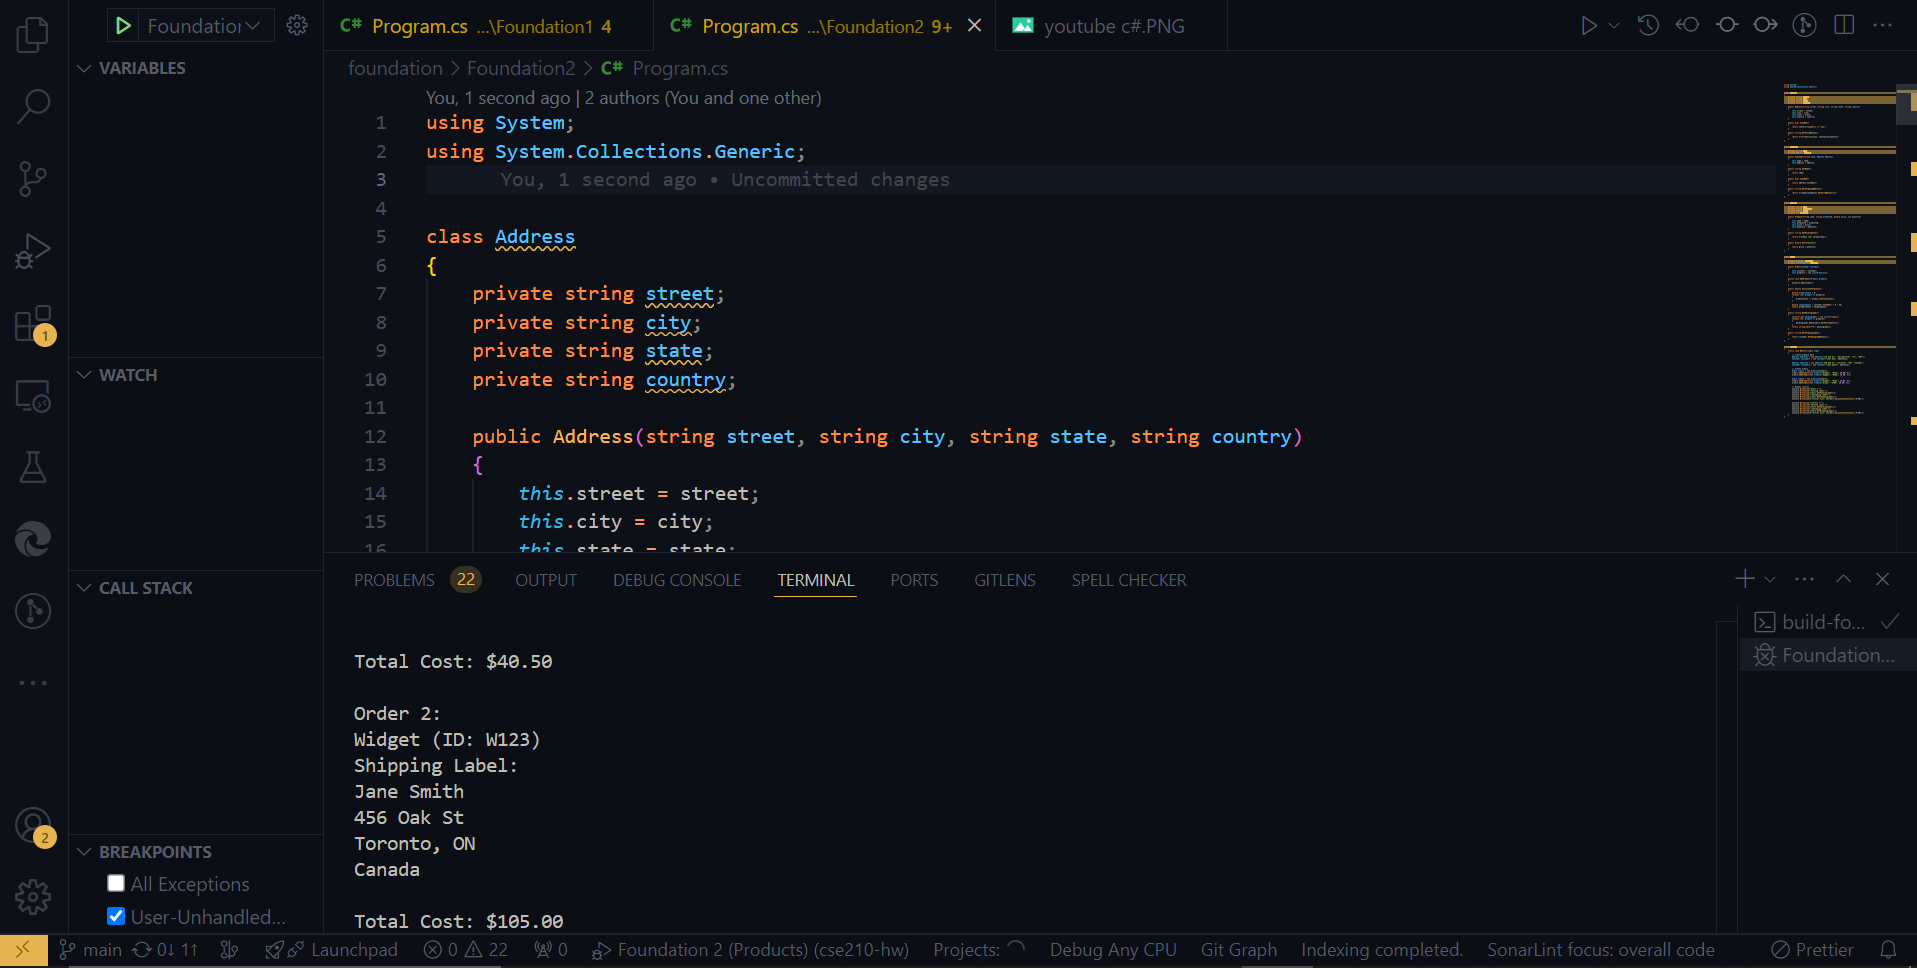 Foundation
C# Program.cs ...\Foundation1 4
C# Program.cs ...\Foundation2 9+
youtube c#.PNG
VARIABLES
foundation > Foundation2 > C# Program.cs
You, 1 second ago | 2 authors (You and one other)
1 using System;
2 using System.Collections.Generic;
3 You, 1 second ago • Uncommitted changes
4
5 class Address
6 {
7 private string street;
8 private string city;
9 private string state;
10 private string country;
11
12 public Address(string street, string city, string state, string country)
13 {
14 this.street = street;
15 this.city = city;
16 this.state = state;
1
WATCH
CALL STACK
PROBLEMS 22 OUTPUT DEBUG CONSOLE TERMINAL PORTS GITLENS SPELL CHECKER
build-fo...
Foundation...
Total Cost: $40.50
Order 2:
Widget (ID: W123)
Shipping Label:
Jane Smith
456 Oak St
Toronto, ON
Canada
Total Cost: $105.00
2
BREAKPOINTS
All Exceptions
User-Unhandled...
main 0↓ 1↑ Launchpad 0 22 0 Foundation 2 (Products) (cse210-hw) Projects: Debug Any CPU Git Graph Indexing completed. SonarLint focus: overall code Prettier